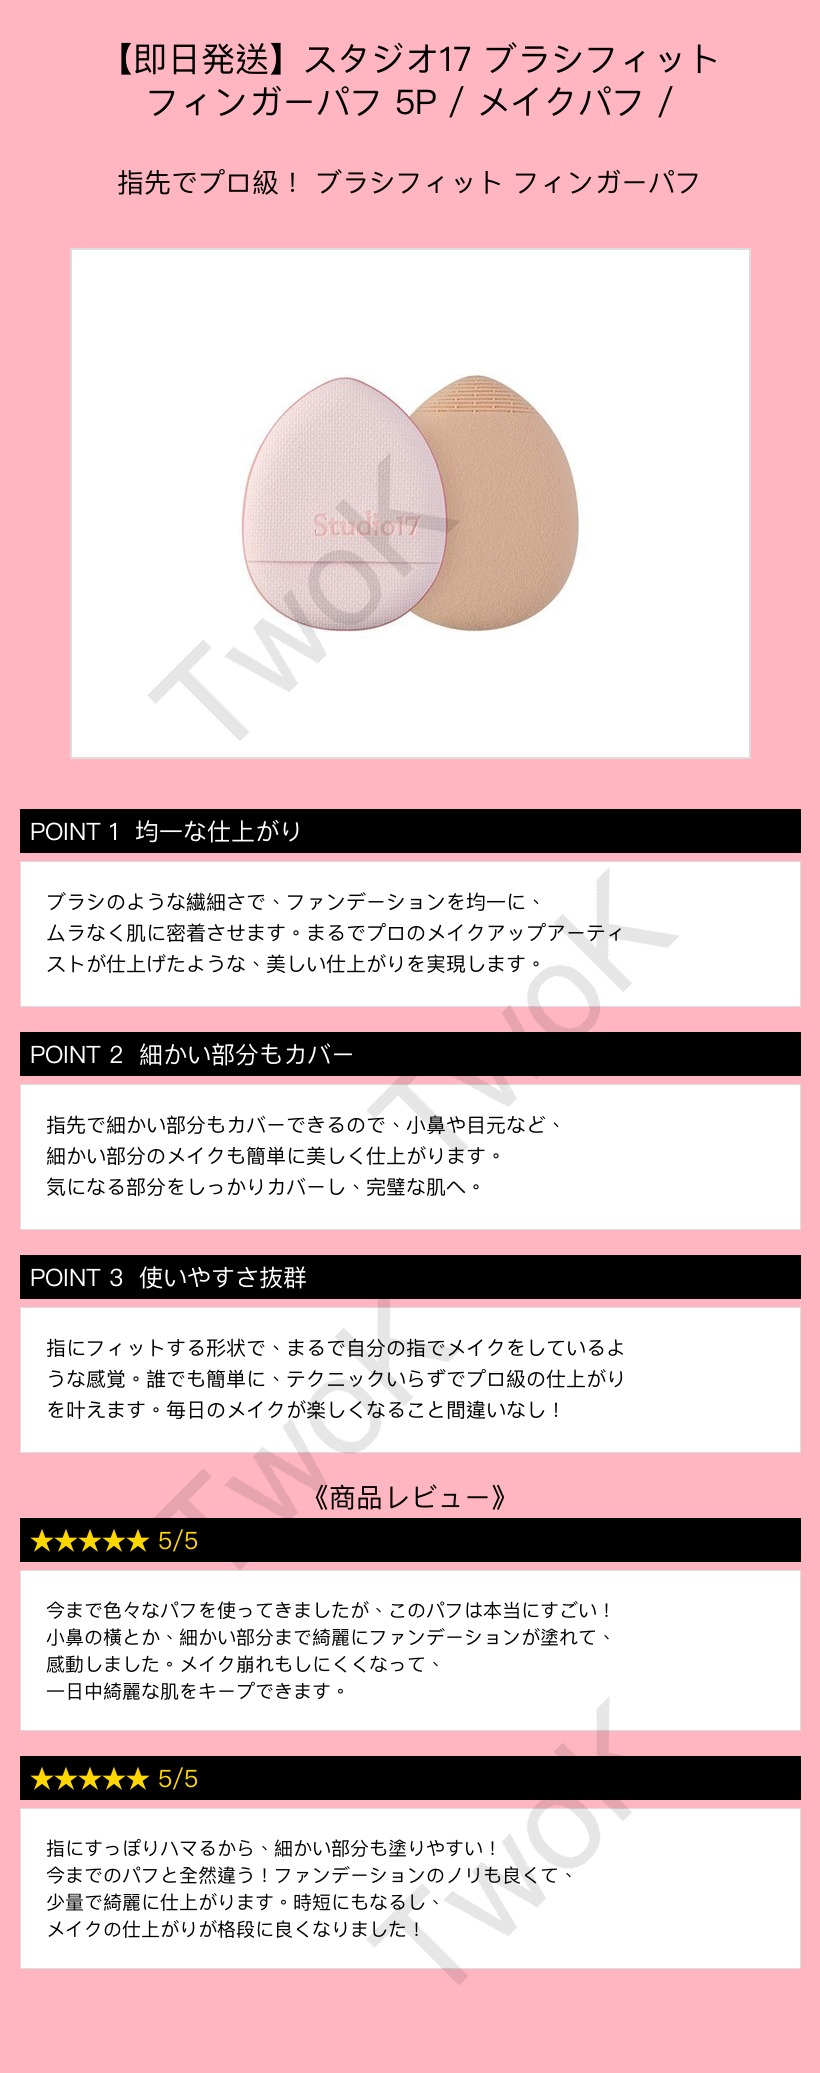 【即日発送】スタジオ17 ブラシフィット
フィンガーパフ 5P / メイクパフ /
指先でプロ級！ ブラシフィット フィンガーパフ
Studio17
TwoK
POINT 1 均一な仕上がり
ブラシのような繊細さで、ファンデーションを均一に、
ムラなく肌に密着させます。まるでプロのメイクアップアーティ
ストが仕上げたような、美しい仕上がりを実現します。
TwoK
POINT 2 細かい部分もカバー
指先で細かい部分もカバーできるので、小鼻や目元など、
細かい部分のメイクも簡単に美しく仕上がります。
気になる部分をしっかりカバーし、完璧な肌へ。
POINT 3 使いやすさ抜群
指にフィットする形状で、まるで自分の指でメイクをしているよ
うな感覚。誰でも簡単に、テクニックいらずでプロ級の仕上がり
を叶えます。毎日のメイクが楽しくなること間違いなし！
TwoK
《商品レビュー》
★★★★★ 5/5
今まで色々なパフを使ってきましたが、このパフは本当にすごい！
小鼻の横とか、細かい部分まで綺麗にファンデーションが塗れて、
感動しました。メイク崩れもしにくくなって、
一日中綺麗な肌をキープできます。
★★★★★ 5/5
指にすっぽりハマるから、細かい部分も塗りやすい！
今までのパフと全然違う！ファンデーションのノリも良くて、
少量で綺麗に仕上がります。時短にもなるし、
メイクの仕上がりが格段に良くなりました！
TwoK